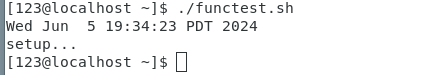 [123@localhost ~]$ ./functest.sh
Wed Jun  5 19:34:23 PDT 2024
setup...
[123@localhost ~]$